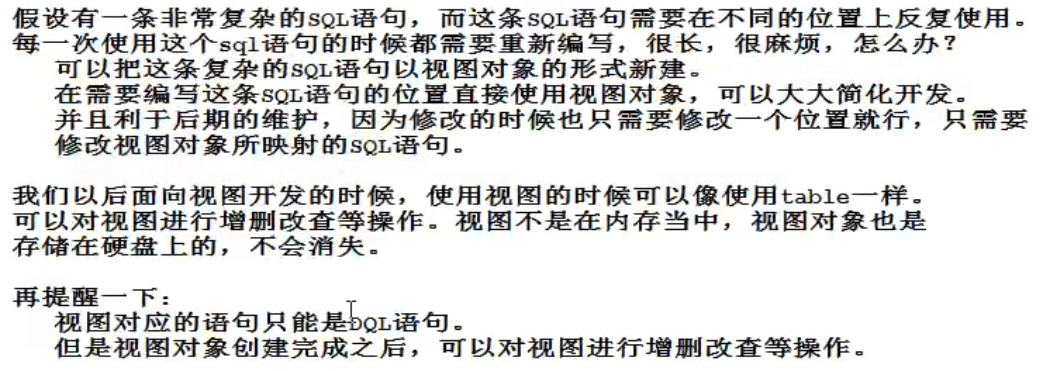 假设有一条非常复杂的SQL语句，而这条SQL语句需要在不同的位置上反复使用。
每一次使用这个sql语句的时候都需要重新编写，很长，很麻烦，怎么办？
可以把这条复杂的SQL语句以视图对象的形式新建。
在需要编写这条SQL语句的位置直接使用视图对象，可以大大简化开发。
并且利于后期的维护，因为修改的时候也只需要修改一个位置就行，只需要
修改视图对象所映射的SQL语句。
我们以后面向视图开发的时候，使用视图的时候可以像使用table一样。
可以对视图进行增删改查等操作。视图不是在内存当中，视图对象也是
存储在硬盘上的，不会消失。
再提醒一下：
视图对应的语句只能是DQL语句。
但是视图对象创建完成之后，可以对视图进行增删改查等操作。